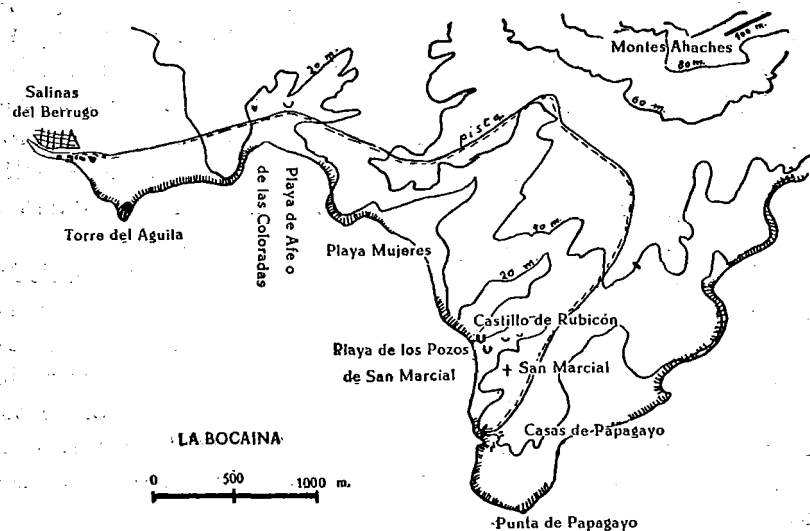 Montes Ahaches
100 m.
80 m.
60 m.
20 m.
Salinas
del Berrugo
pista
Torre del Aguila
Playa de Afe o
de las Coloradas
Playa Mujeres
20 m.
Castillo de Rubicón
Playa de los Pozos
de San Marcial
San Marcial
Casas de Papagayo
LA BOCAINA
0 500 1000 m.
Punta de Papagayo